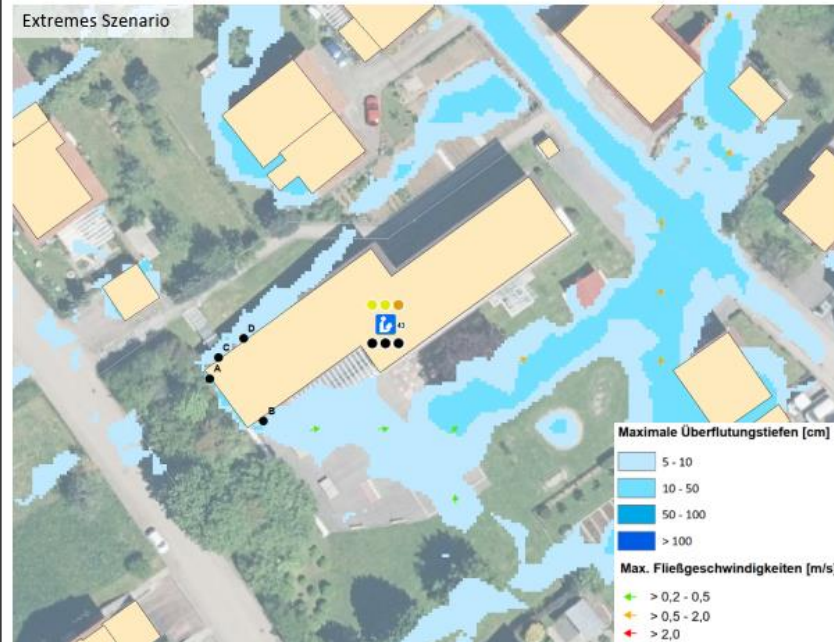 Extremes Szenario
D
C
A
43
B
Maximale Überflutungstiefen [cm]
5 - 10
10 - 50
50 - 100
> 100
Max. Fließgeschwindigkeiten [m/s]
> 0,2 - 0,5
> 0,5 - 2,0
> 2,0